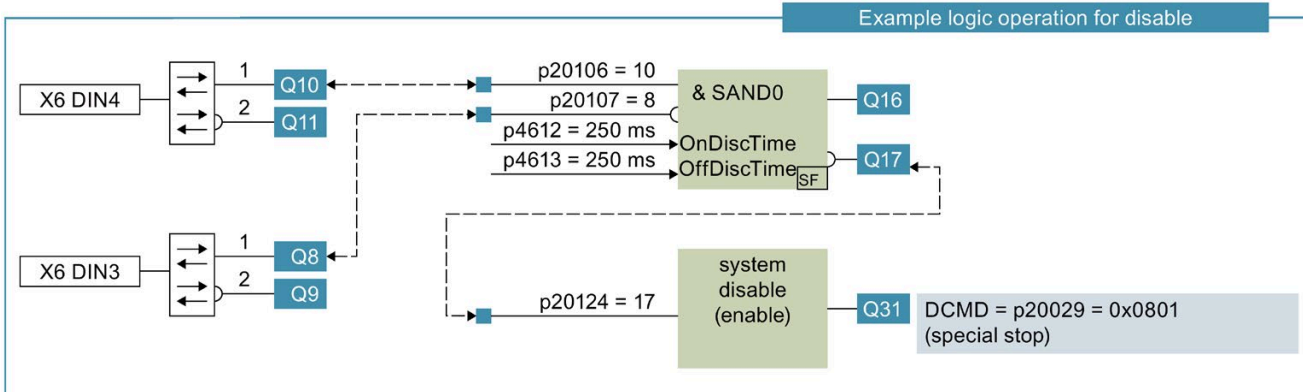 Example logic operation for disable
X6 DIN4
1
Q10
2
Q11
p20106 = 10
p20107 = 8
p4612 = 250 ms
p4613 = 250 ms
& SAND0
OnDiscTime
OffDiscTime
SF
Q16
Q17
X6 DIN3
1
Q8
2
Q9
p20124 = 17
system
disable
(enable)
Q31
DCMD = p20029 = 0x0801
(special stop)